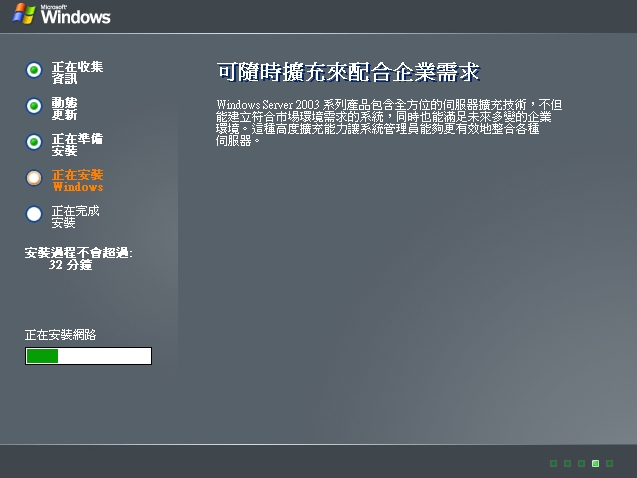 Microsoft
Windows
正在收集
資訊
動態
更新
正在準備
安裝
正在安裝
Windows
正在完成
安裝
安裝過程不會超過:
32 分鐘
正在安裝網路
可隨時擴充來配合企業需求
Windows Server 2003 系列產品包含全方位的伺服器擴充技術，不但
能建立符合市場環境需求的系統，同時也能滿足未來多變的企業
環境。這種高度擴充能力讓系統管理員能夠更有效地整合各種
伺服器。